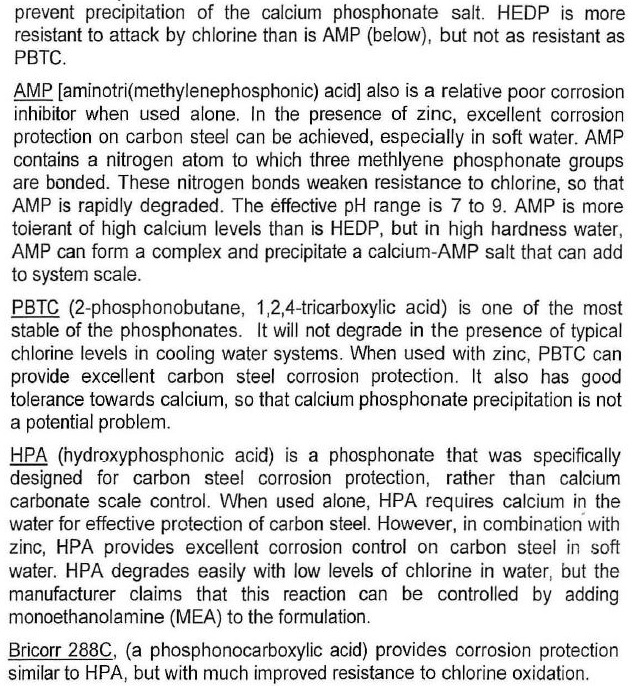 prevent precipitation of the calcium phosphonate salt. HEDP is more
resistant to attack by chlorine than is AMP (below), but not as resistant as
PBTC.
AMP [aminotri(methylenephosphonic) acid] also is a relative poor corrosion
inhibitor when used alone. In the presence of zinc, excellent corrosion
protection on carbon steel can be achieved, especially in soft water. AMP
contains a nitrogen atom to which three methlyene phosphonate groups
are bonded. These nitrogen bonds weaken resistance to chlorine, so that
AMP is rapidly degraded. The effective pH range is 7 to 9. AMP is more
tolerant of high calcium levels than is HEDP, but in high hardness water,
AMP can form a complex and precipitate a calcium-AMP salt that can add
to system scale.
PBTC (2-phosphonobutane, 1,2,4-tricarboxylic acid) is one of the most
stable of the phosphonates. It will not degrade in the presence of typical
chlorine levels in cooling water systems. When used with zinc, PBTC can
provide excellent carbon steel corrosion protection. It also has good
tolerance towards calcium, so that calcium phosphonate precipitation is not
a potential problem.
HPA (hydroxyphosphonic acid) is a phosphonate that was specifically
designed for carbon steel corrosion protection, rather than calcium
carbonate scale control. When used alone, HPA requires calcium in the
water for effective protection of carbon steel. However, in combination with
zinc, HPA provides excellent corrosion control on carbon steel in soft
water. HPA degrades easily with low levels of chlorine in water, but the
manufacturer claims that this reaction can be controlled by adding
monoethanolamine (MEA) to the formulation.
Bricorr 288C, (a phosphonocarboxylic acid) provides corrosion protection
similar to HPA, but with much improved resistance to chlorine oxidation.